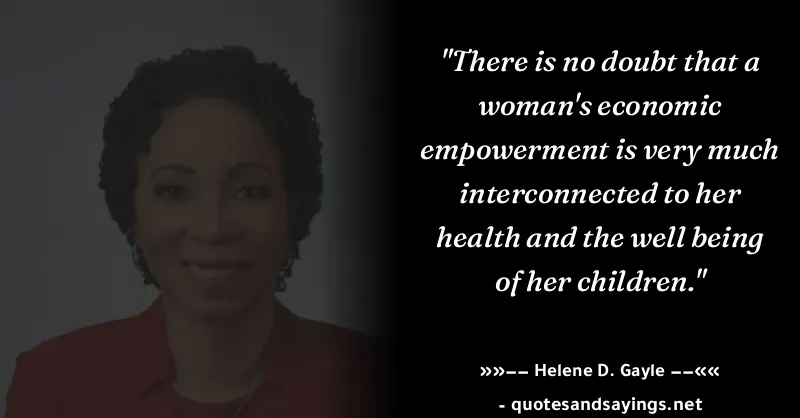 "There is no doubt that a
woman's economic
empowerment is very much
interconnected to her
health and the well being
of her children."
»»−− Helene D. Gayle −−««
- quotesandsayings.net